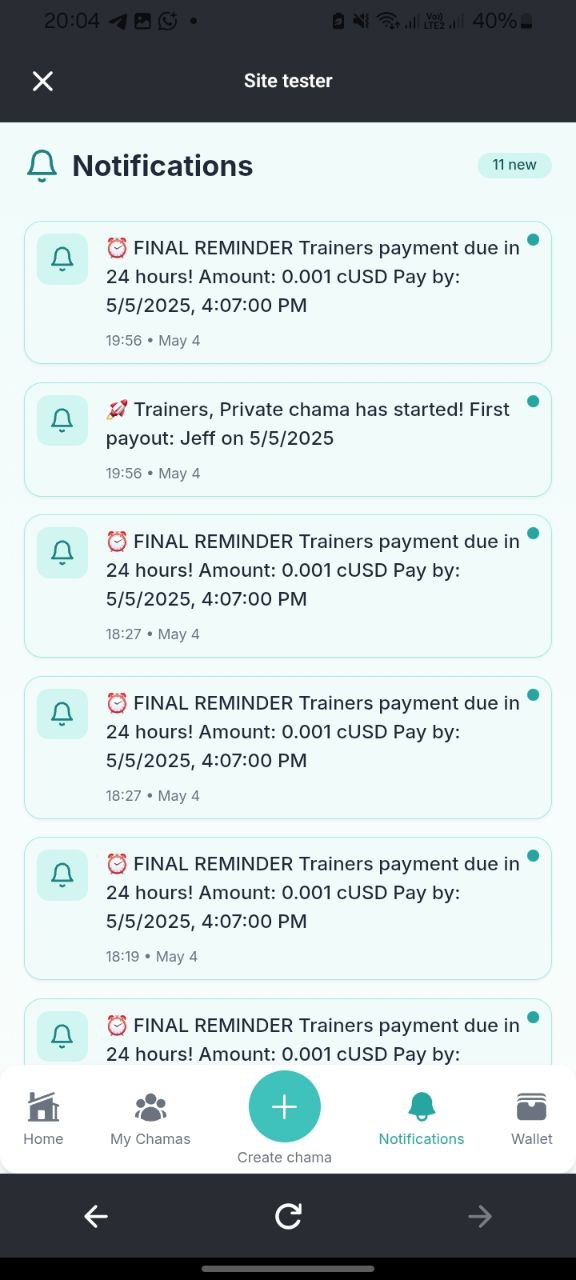 20:04
Vo))
LTE2
40%
Site tester
Notifications
11 new
⏰ FINAL REMINDER Trainers payment due in
24 hours! Amount: 0.001 cUSD Pay by:
5/5/2025, 4:07:00 PM
19:56 • May 4
🚀 Trainers, Private chama has started! First
payout: Jeff on 5/5/2025
19:56 • May 4
⏰ FINAL REMINDER Trainers payment due in
24 hours! Amount: 0.001 cUSD Pay by:
5/5/2025, 4:07:00 PM
18:27 • May 4
⏰ FINAL REMINDER Trainers payment due in
24 hours! Amount: 0.001 cUSD Pay by:
5/5/2025, 4:07:00 PM
18:27 • May 4
⏰ FINAL REMINDER Trainers payment due in
24 hours! Amount: 0.001 cUSD Pay by:
5/5/2025, 4:07:00 PM
18:19 • May 4
⏰ FINAL REMINDER Trainers payment due in
24 hours! Amount: 0.001 cUSD Pay by:
Home
My Chamas
Create chama
Notifications
Wallet